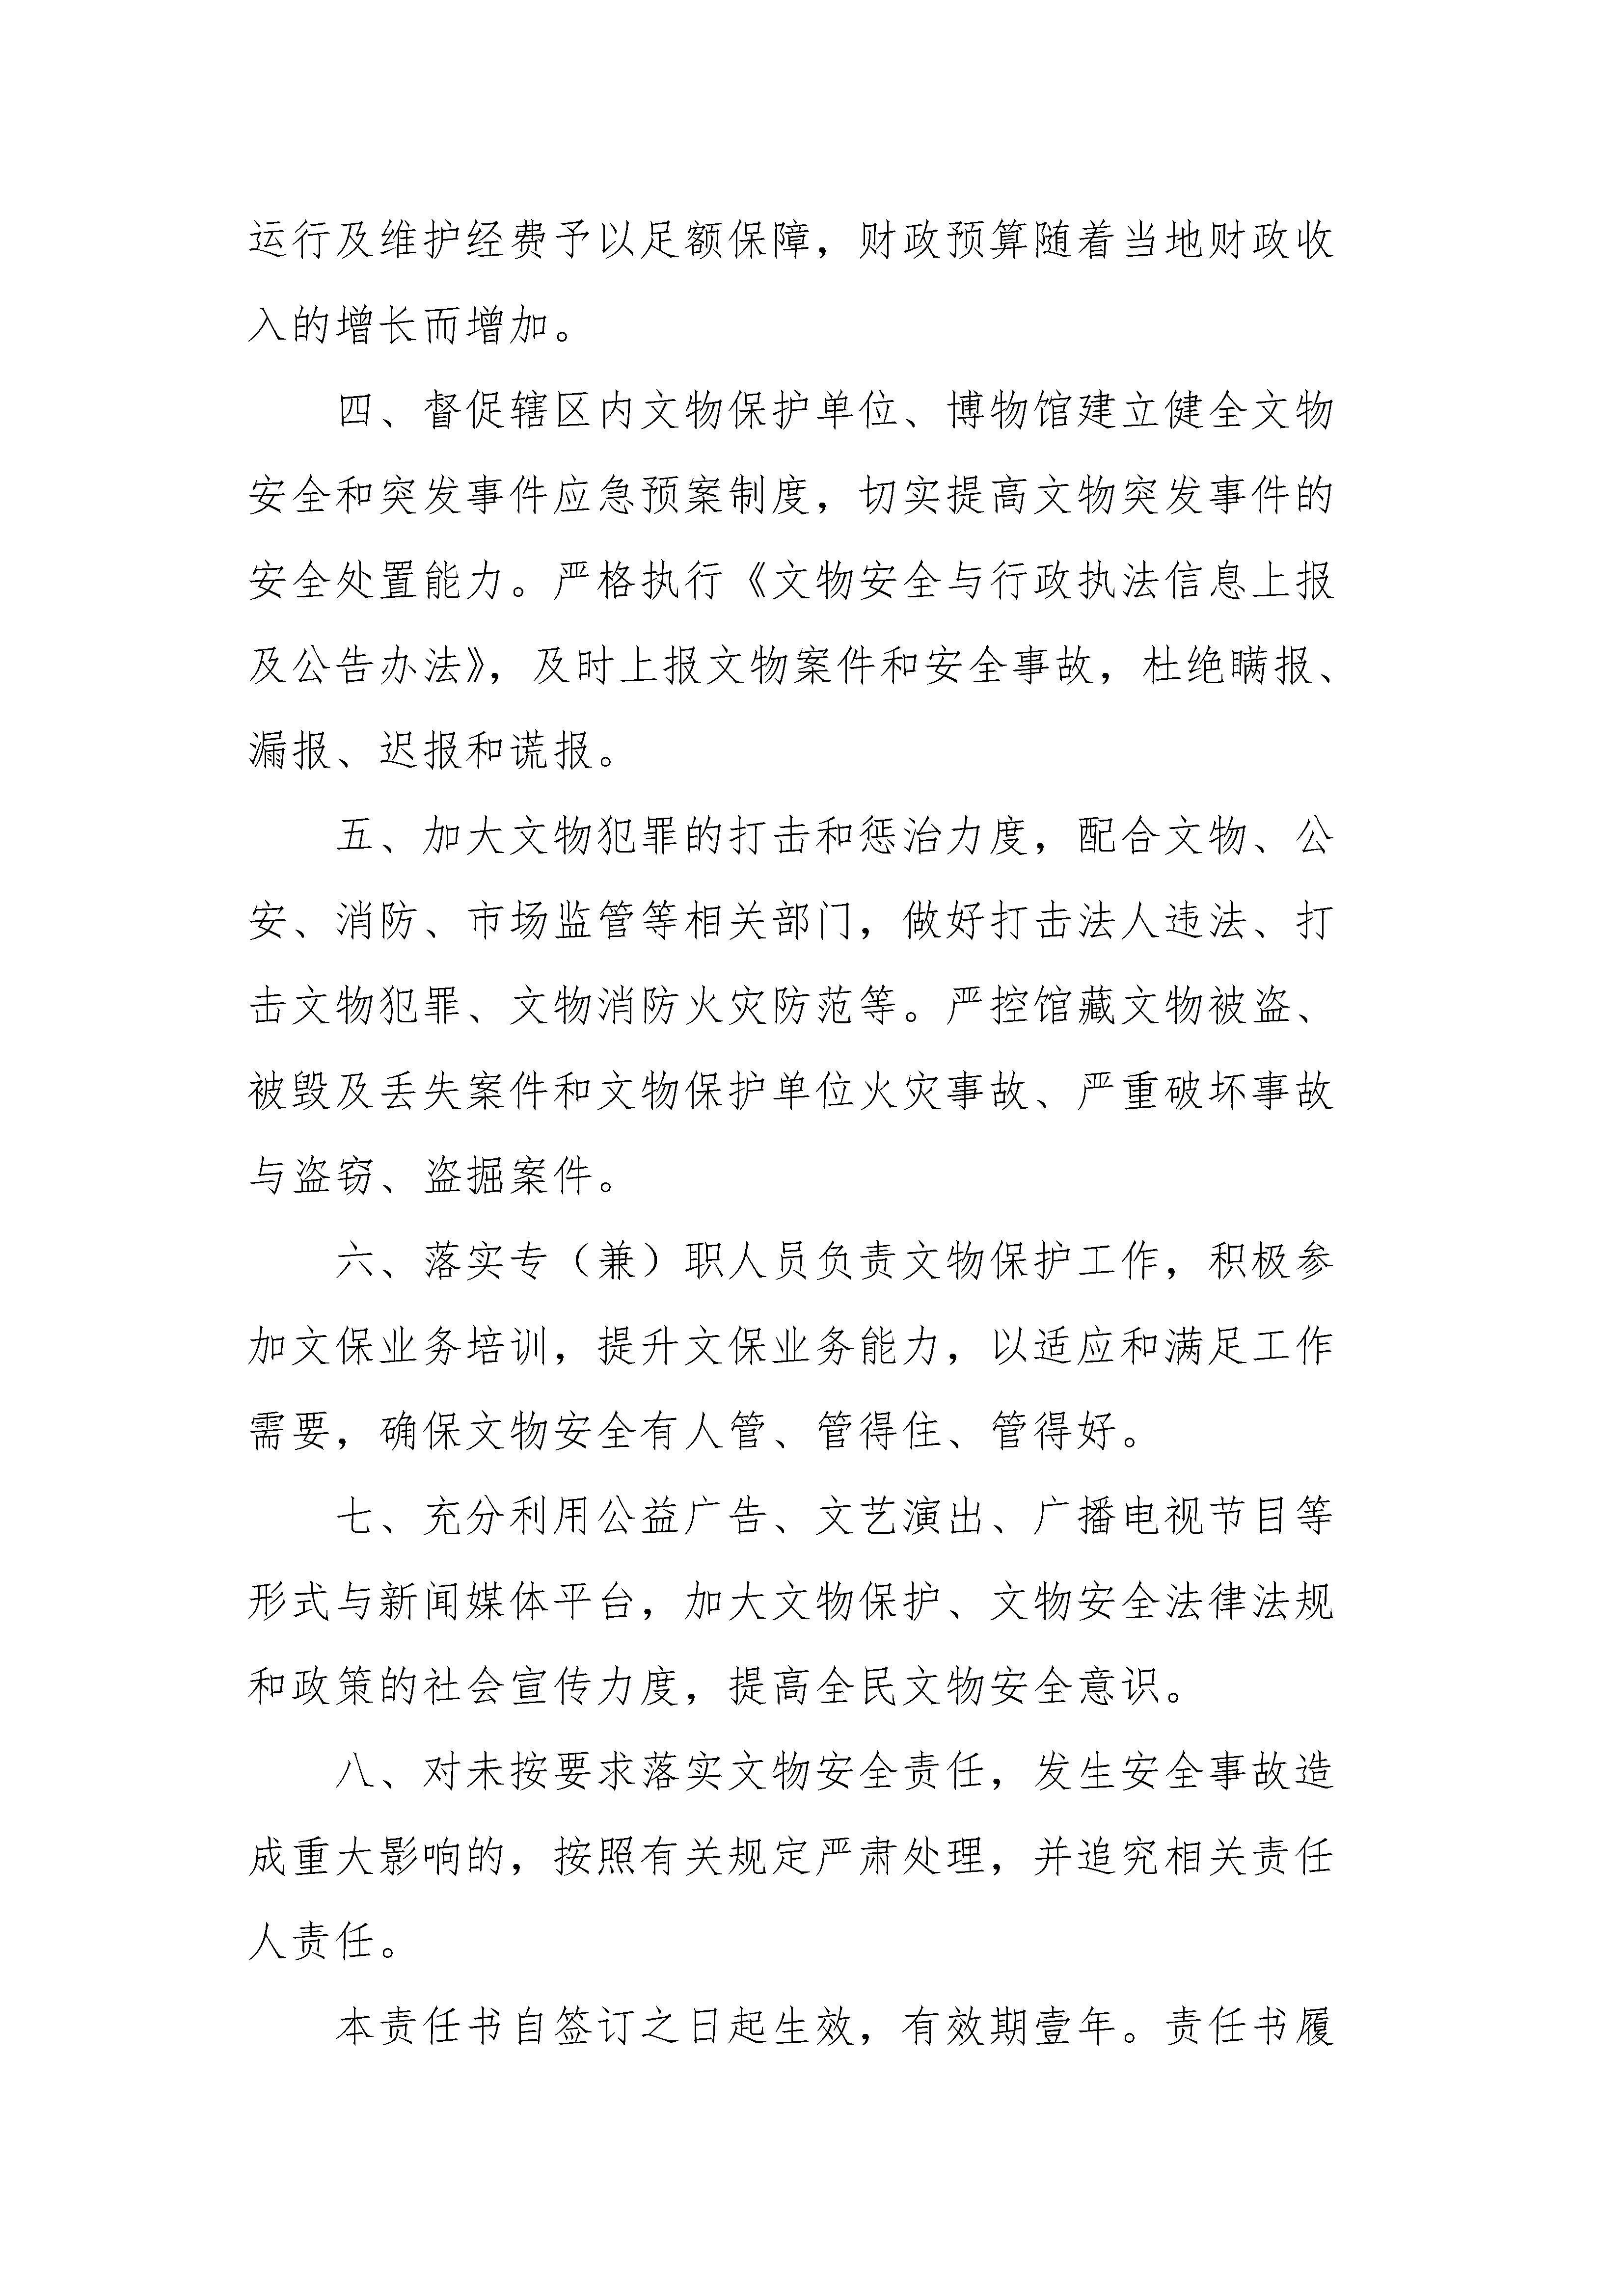 运行及维护经费予以足额保障，财政预算随着当地财政收
入的增长而增加。
四、督促辖区内文物保护单位、博物馆建立健全文物
安全和突发事件应急预案制度，切实提高文物突发事件的
安全处置能力。严格执行《文物安全与行政执法信息上报
及公告办法》，及时上报文物案件和安全事故，杜绝瞒报、
漏报、迟报和谎报。
五、加大文物犯罪的打击和惩治力度，配合文物、公
安、消防、市场监管等相关部门，做好打击法人违法、打
击文物犯罪、文物消防火灾防范等。严控馆藏文物被盗、
被毁及丢失案件和文物保护单位火灾事故、严重破坏事故
与盗窃、盗掘案件。
六、落实专（兼）职人员负责文物保护工作，积极参
加文保业务培训，提升文保业务能力，以适应和满足工作
需要，确保文物安全有人管、管得住、管得好。
七、充分利用公益广告、文艺演出、广播电视节目等
形式与新闻媒体平台，加大文物保护、文物安全法律法规
和政策的社会宣传力度，提高全民文物安全意识。
八、对未按要求落实文物安全责任，发生安全事故造
成重大影响的，按照有关规定严肃处理，并追究相关责任
人责任。
本责任书自签订之日起生效，有效期壹年。责任书履